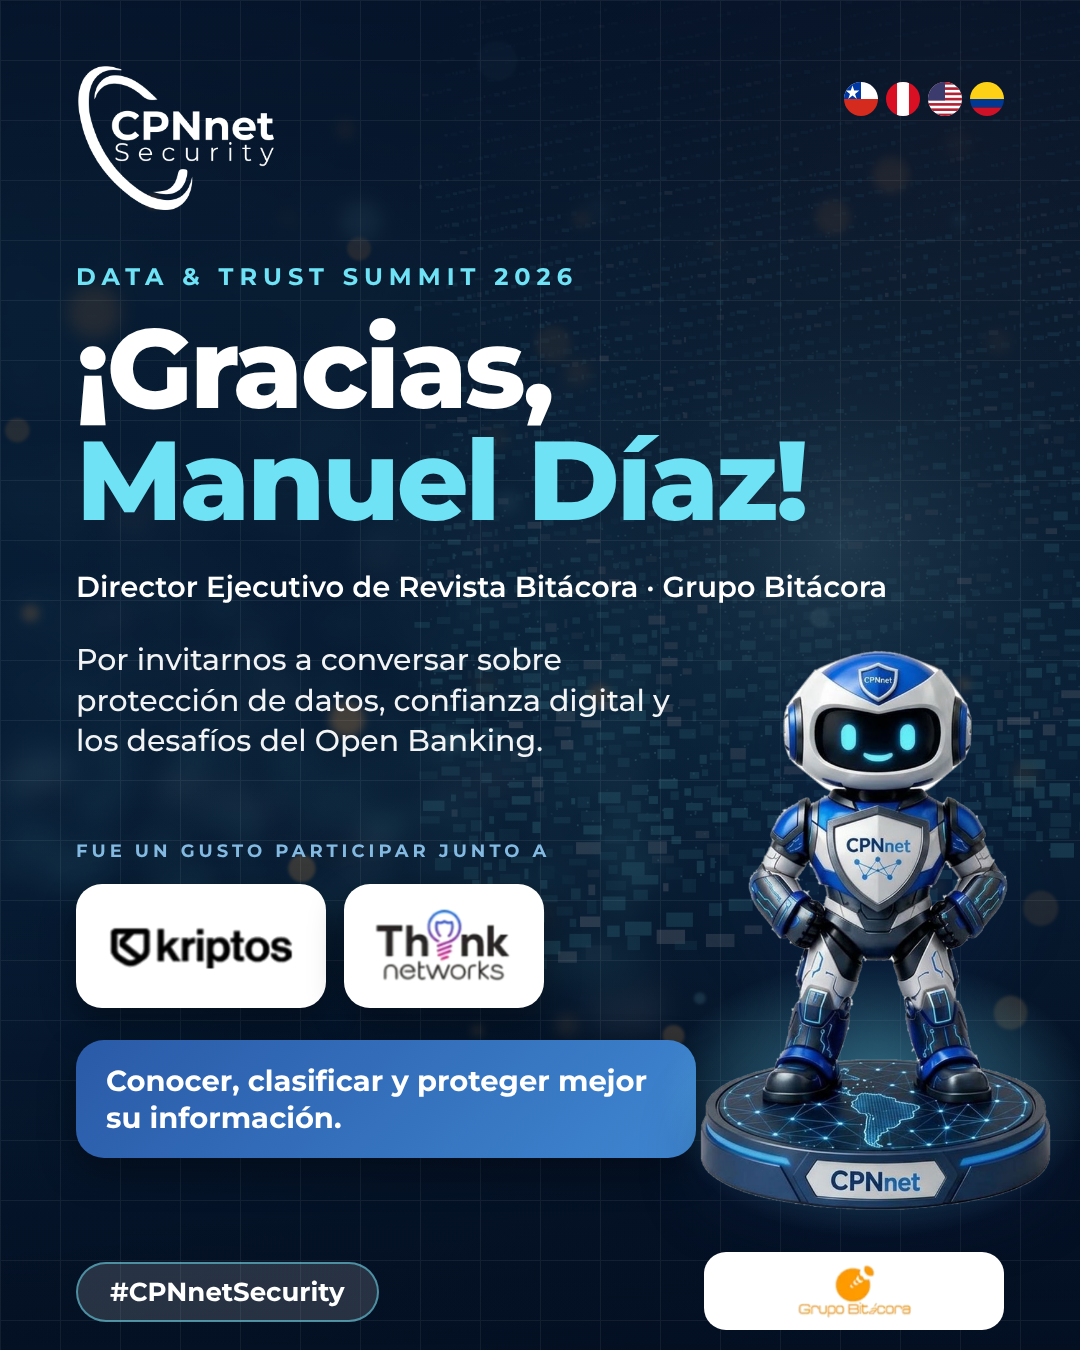 CPNnet
Security
DATA & TRUST SUMMIT 2026
¡Gracias,
Manuel Díaz!
Director Ejecutivo de Revista Bitácora · Grupo Bitácora
Por invitarnos a conversar sobre
protección de datos, confianza digital y
los desafíos del Open Banking.
CPNnet
CPNnet
FUE UN GUSTO PARTICIPAR JUNTO A
kriptos
Think
networks
Conocer, clasificar y proteger mejor
su información.
CPNnet
#CPNnetSecurity
Grupo Bitácora